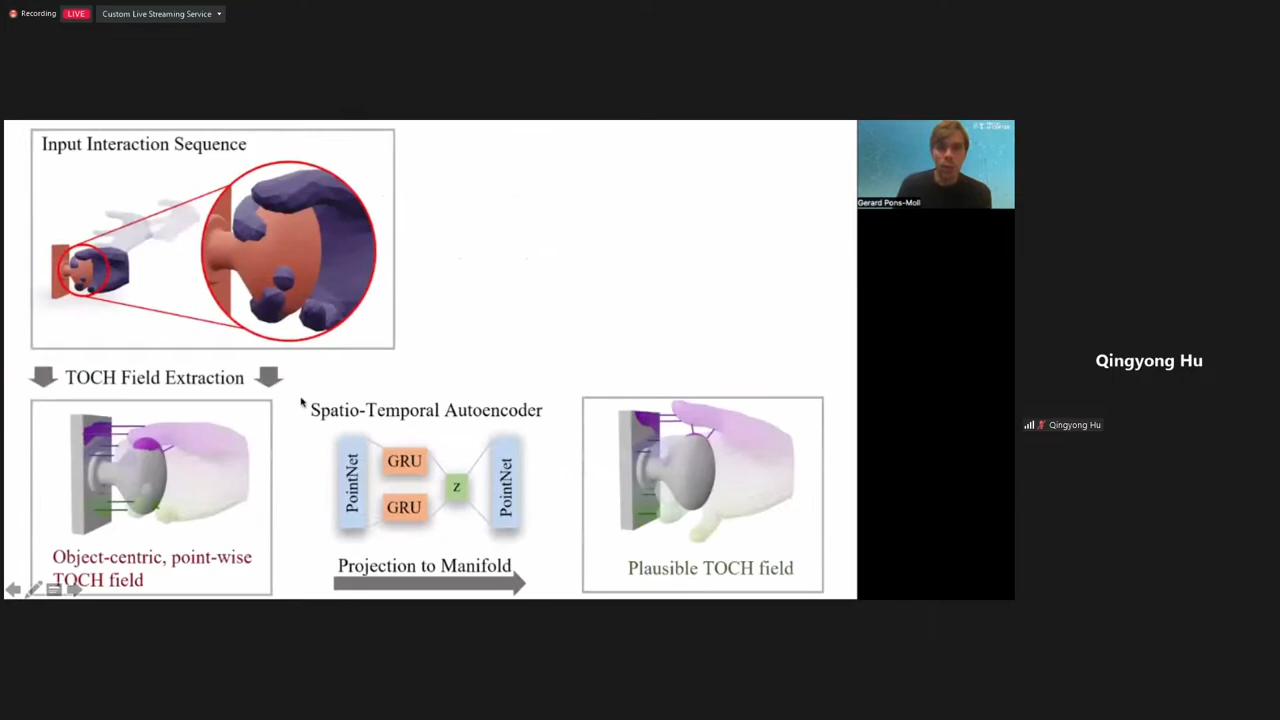 Recording
LIVE
Custom Live Streaming Service
Input Interaction Sequence
TOCH Field Extraction
Spatio-Temporal Autoencoder
PointNet
GRU
GRU
z
PointNet
Projection to Manifold
Object-centric, point-wise
TOCH field
Plausible TOCH field
Gerard Pons-Moll
Qingyong Hu
Qingyong Hu